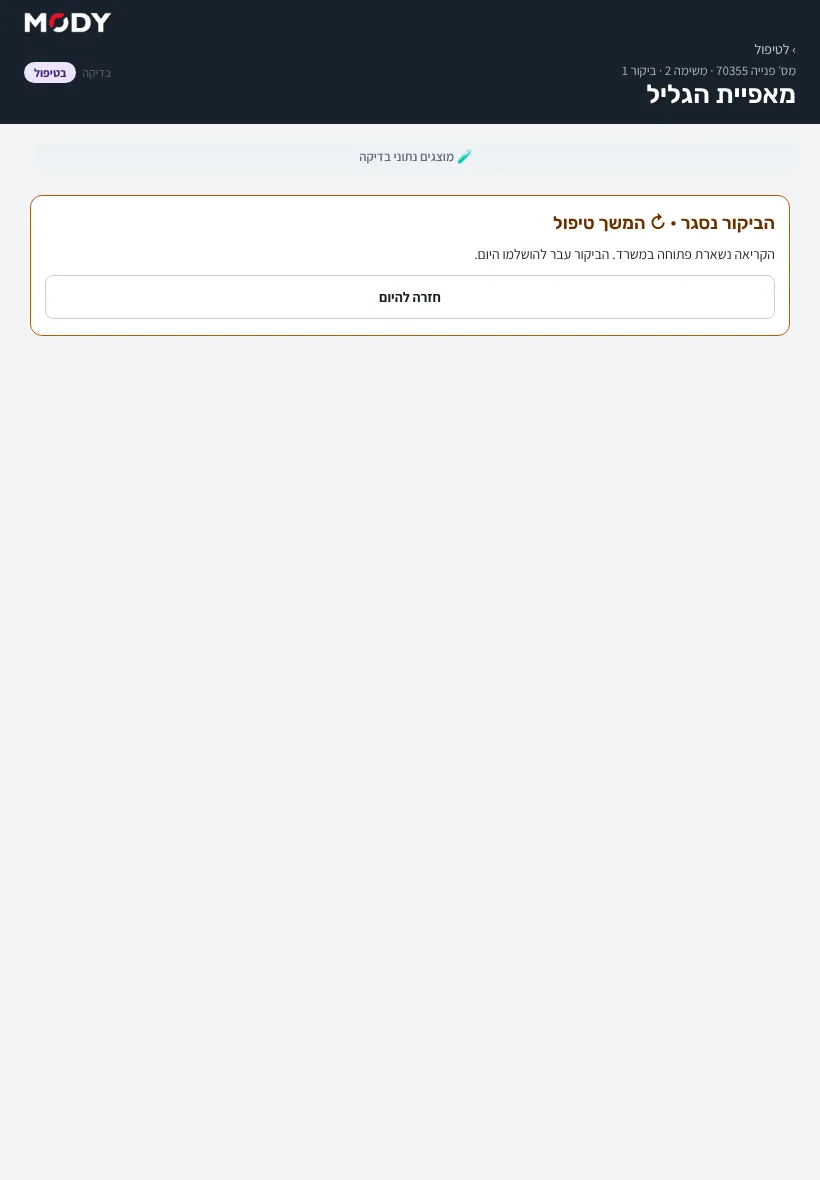 MODY
› לטיפול
מס׳ פנייה 70355 · משימה 2 · ביקור 1
בדיקה בטיפול
מאפיית הגליל
🧪 מוצגים נתוני בדיקה
הביקור נסגר • ↻ המשך טיפול
הקריאה נשארת פתוחה במשרד. הביקור עבר להושלמו היום.
חזרה להיום